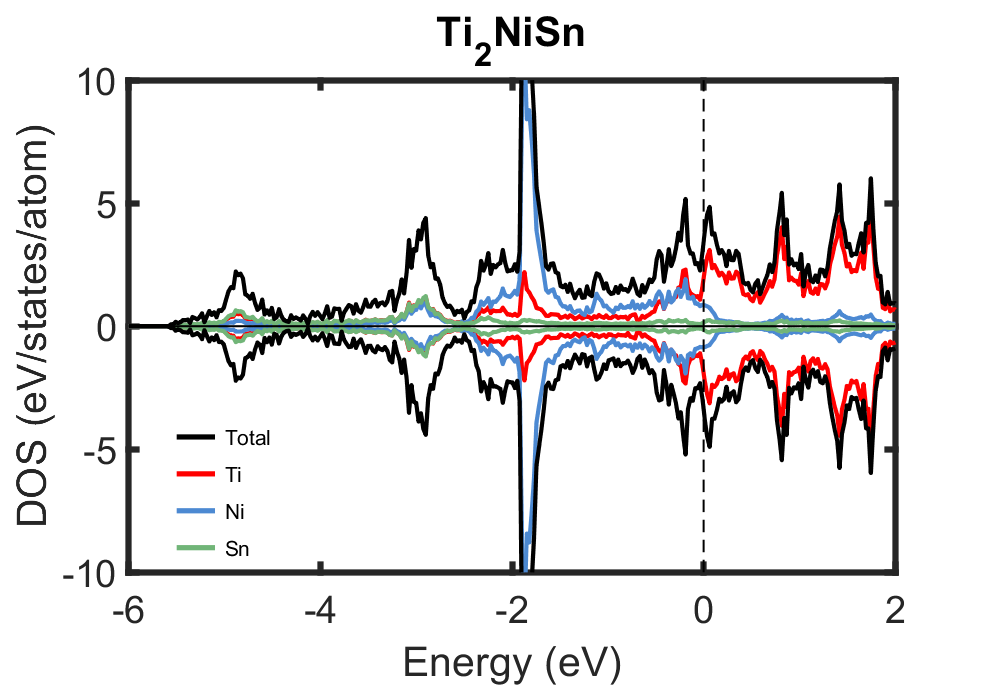 Ti₂NiSn
DOS (eV/states/atom)
10
5
0
-5
-10
Total
Ti
Ni
Sn
-6 -4 -2 0 2
Energy (eV)